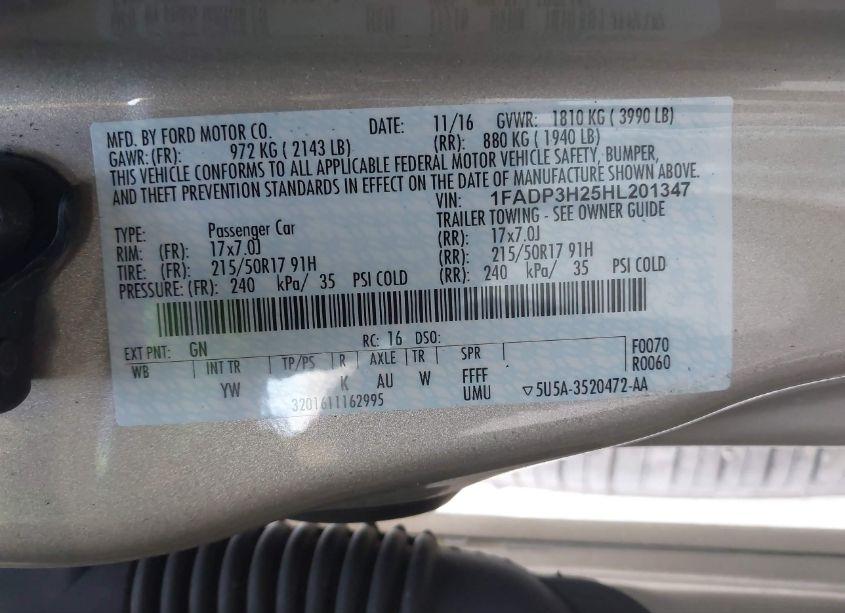 MFD. BY FORD MOTOR CO. DATE: 11/16 GVWR: 1810 KG ( 3990 LB)
GAWR: (FR): 972 KG ( 2143 LB) (RR): 880 KG ( 1940 LB)
THIS VEHICLE CONFORMS TO ALL APPLICABLE FEDERAL MOTOR VEHICLE SAFETY, BUMPER,
AND THEFT PREVENTION STANDARDS IN EFFECT ON THE DATE OF MANUFACTURE SHOWN ABOVE.
VIN: 1FADP3H25HL201347
TYPE: Passenger Car TRAILER TOWING - SEE OWNER GUIDE
RIM: (FR): 17x7.0J (RR): 17x7.0J
TIRE: (FR): 215/50R17 91H (RR): 215/50R17 91H
PRESSURE: (FR): 240 kPa/ 35 PSI COLD (RR): 240 kPa/ 35 PSI COLD
EXT PNT: GN RC: 16 DSO: F0070
WB INT TR TP/PS R AXLE TR SPR R0060
YW K AU W FFFF
UMU
3201611162995 5U5A-3520472-AA